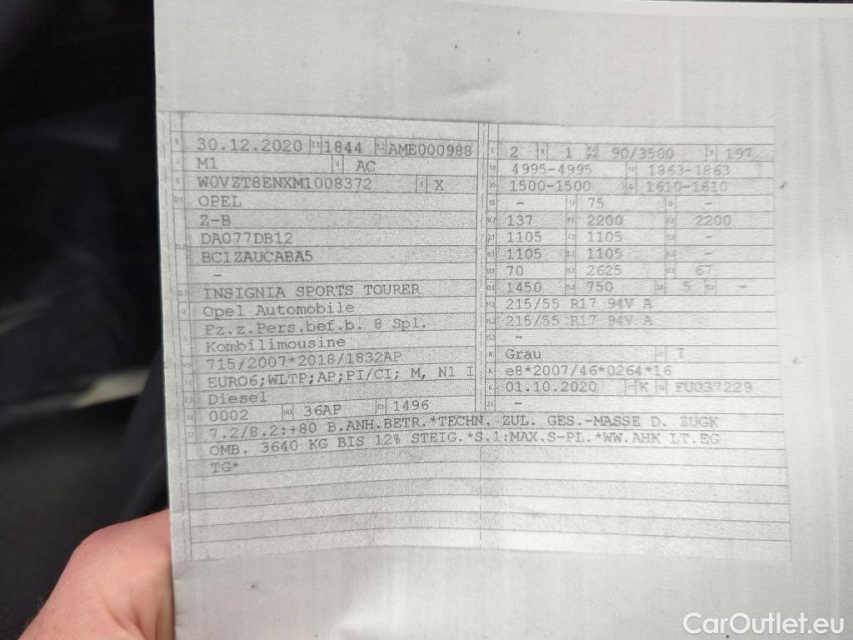 30.12.2020 1844 AME000988 2 1 90/3500 197
M1 AC 4995-4995 1863-1863
W0VZT8ENXM1008372 X 1500-1500 1610-1610
OPEL - 75 -
Z-B 137 2200 2200
DA077DB12 1105 1105 -
BC1ZAUCABA5 1105 1105 -
- 70 2625 67
INSIGNIA SPORTS TOURER 1450 750 5 -
Opel Automobile 215/55 R17 94V A
Fz.z.Pers.bef.b. 8 Spl. 215/55 R17 94V A
Kombilimousine -
715/2007*2018/1832AP Grau 7
EURO6;WLTP;AP;PI/CI; M, N1 I e8*2007/46*0264*16
Diesel 01.10.2020 K FU037229
0002 36AP 1496 -
7.2/8.2:+80 B.ANH.BETR.*TECHN. ZUL. GES.-MASSE D. ZUGK
OMB. 3640 KG BIS 12% STEIG.*S.1:MAX.S-PL.*WW.AHK LT.EG
TG*
CarOutlet.eu